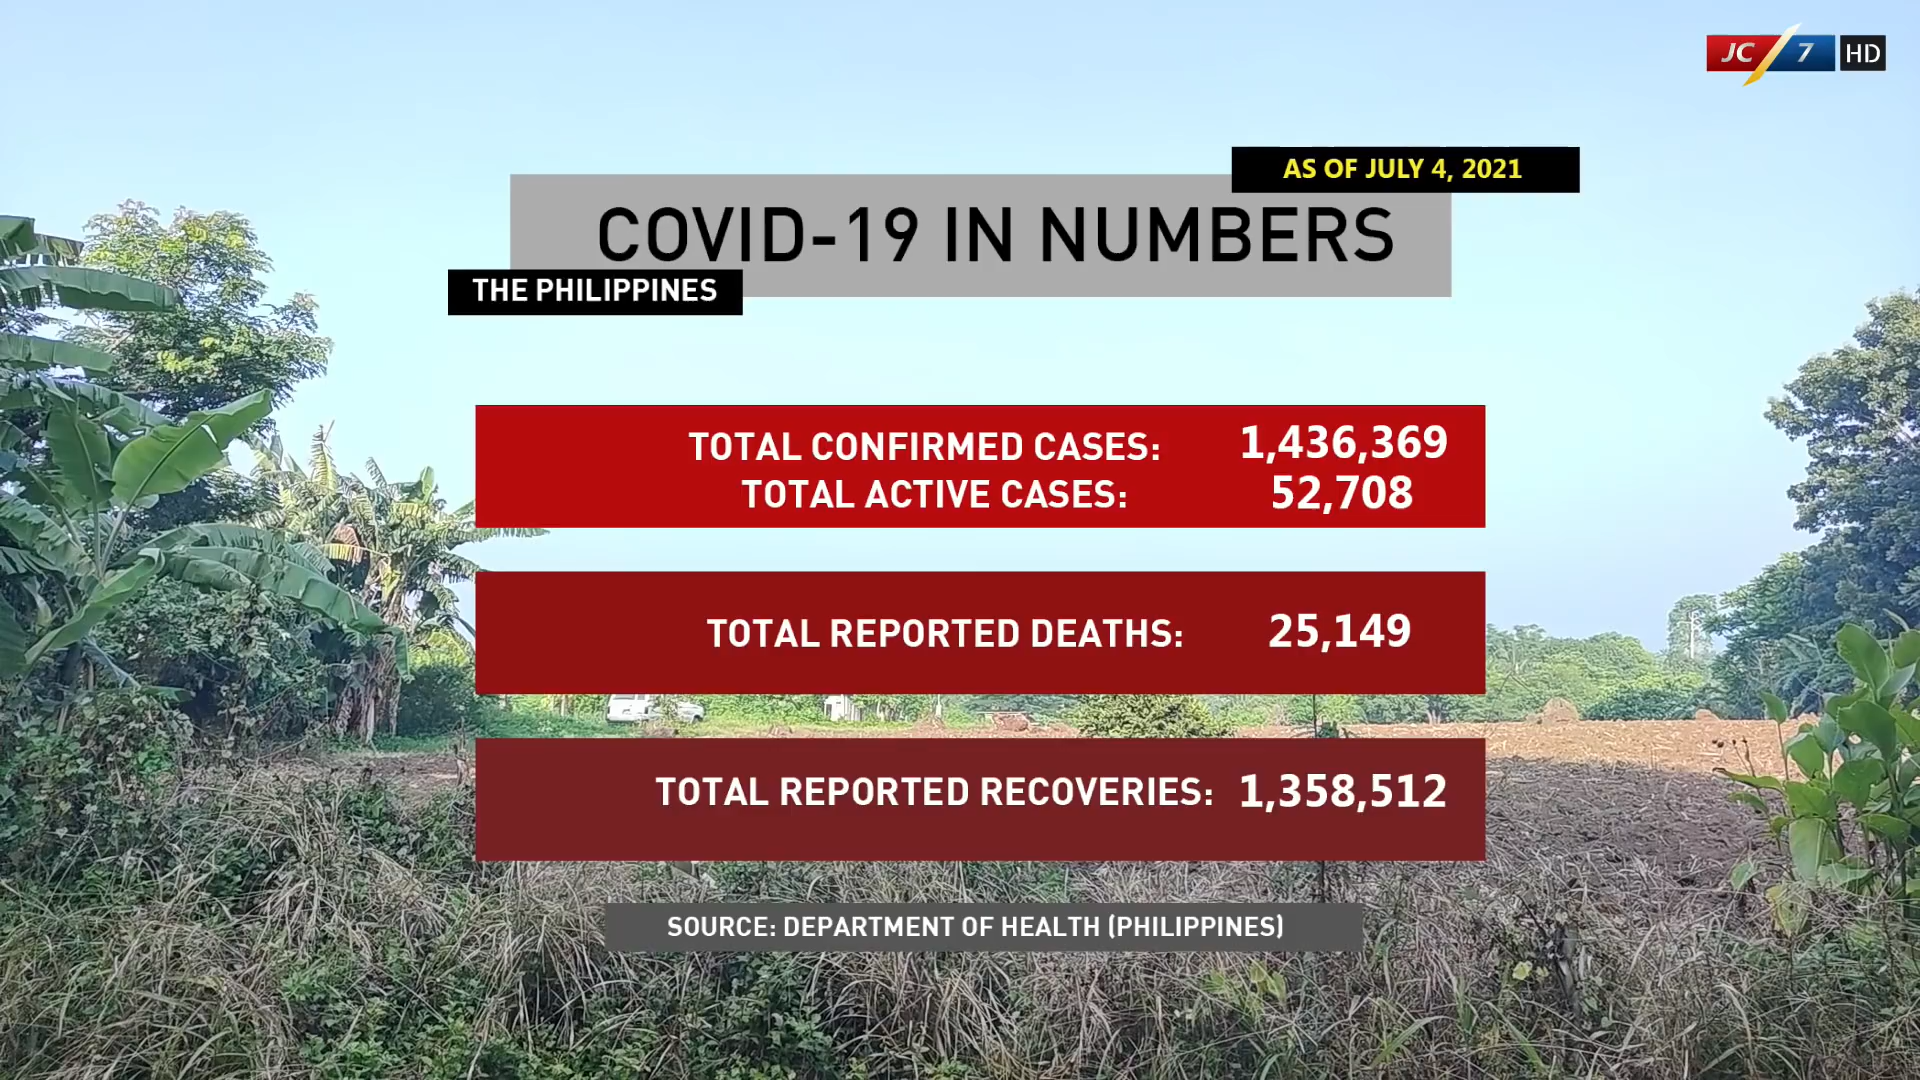 JC 7 HD
AS OF JULY 4, 2021
COVID-19 IN NUMBERS
THE PHILIPPINES
TOTAL CONFIRMED CASES: 1,436,369
TOTAL ACTIVE CASES: 52,708
TOTAL REPORTED DEATHS: 25,149
TOTAL REPORTED RECOVERIES: 1,358,512
SOURCE: DEPARTMENT OF HEALTH (PHILIPPINES)